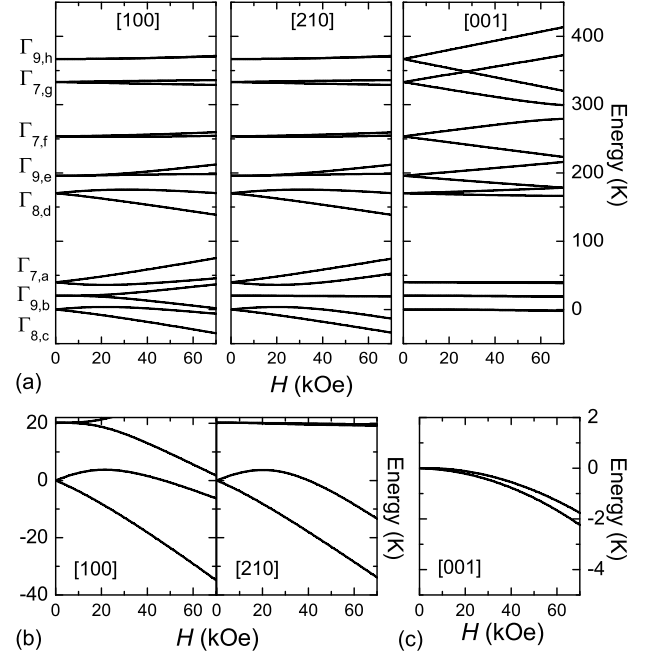 [100] [210] [001]
Γ9,h
Γ7,g
Γ7,f
Γ9,e
Γ8,d
Γ7,a
Γ9,b
Γ8,c
400
300
200
100
0
Energy (K)
0 20 40 60 0 20 40 60 0 20 40 60
(a) H (kOe)
20
0
-20
-40
[100] [210]
Energy (K)
0 20 40 60 0 20 40 60
(b) H (kOe)
2
0
-2
-4
[001]
Energy (K)
0 20 40 60
(c) H (kOe)